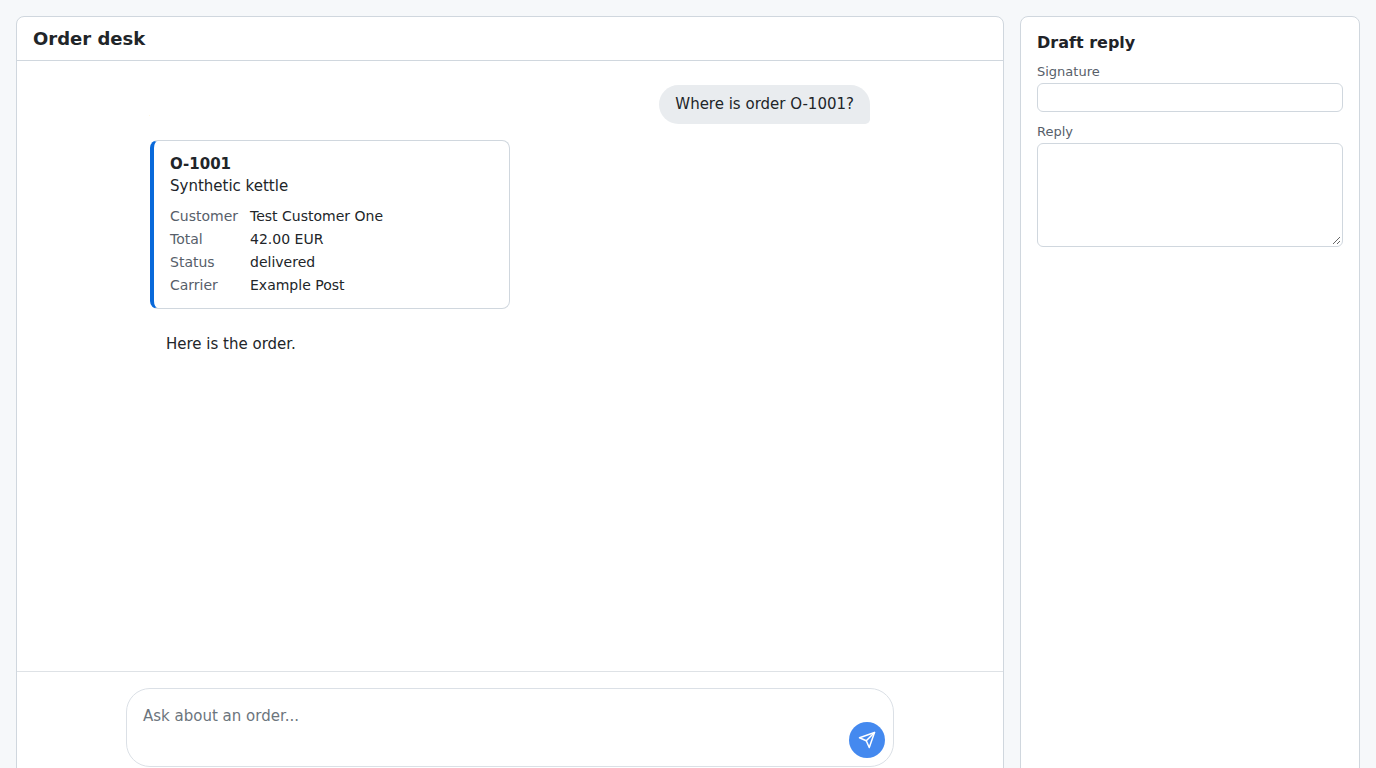 Order desk
Where is order O-1001?
O-1001
Synthetic kettle
Customer Test Customer One
Total 42.00 EUR
Status delivered
Carrier Example Post
Here is the order.
Ask about an order...
Draft reply
Signature
Reply